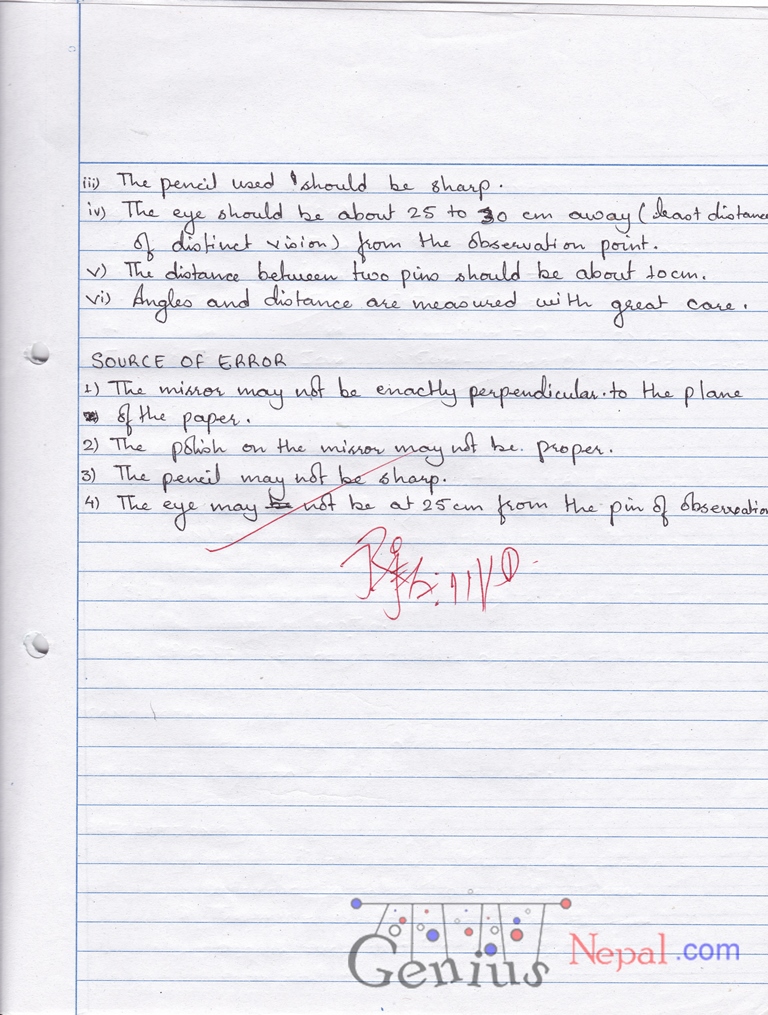 iii) The pencil used should be sharp.
iv) The eye should be about 25 to 30 cm away (least distance
of distinct vision) from the observation point.
v) The distance between two pins should be about 10cm.
vi) Angles and distance are measured with great care.
SOURCE OF ERROR
1) The mirror may not be enactly perpendicular to the plane
of the paper.
2) The polish on the mirror may not be proper.
3) The pencil may not be sharp.
4) The eye may not be at 25cm from the pin of observation
Genius Nepal.com